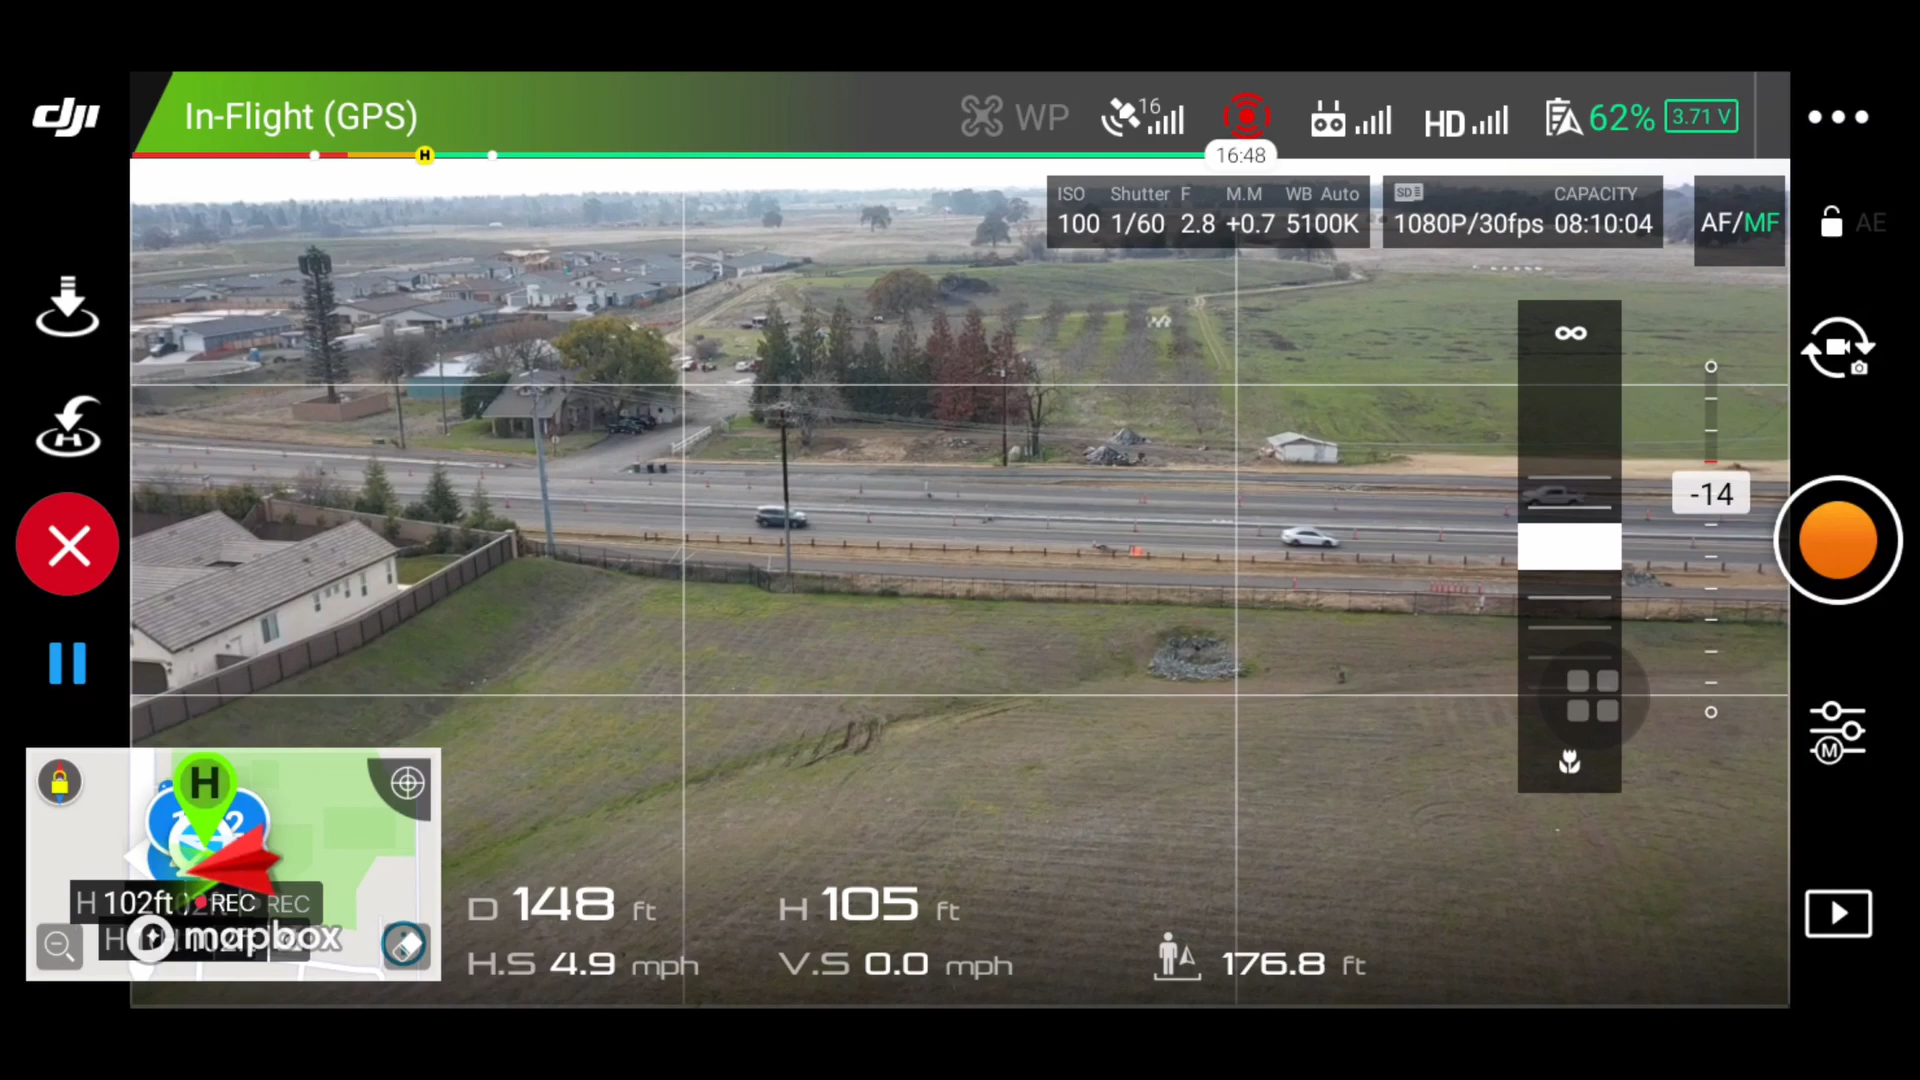 dji
In-Flight (GPS)
WP
16
HD
62%
3.71 V
16:48
H
ISO Shutter F M.M WB Auto
100 1/60 2.8 +0.7 5100K
SD CAPACITY
1080P/30fps 08:10:04
AF/MF
AE
-14
M
H
H 102ft
REC REC
mapbox
D 148 ft
H 105 ft
H.S 4.9 mph
V.S 0.0 mph
176.8 ft